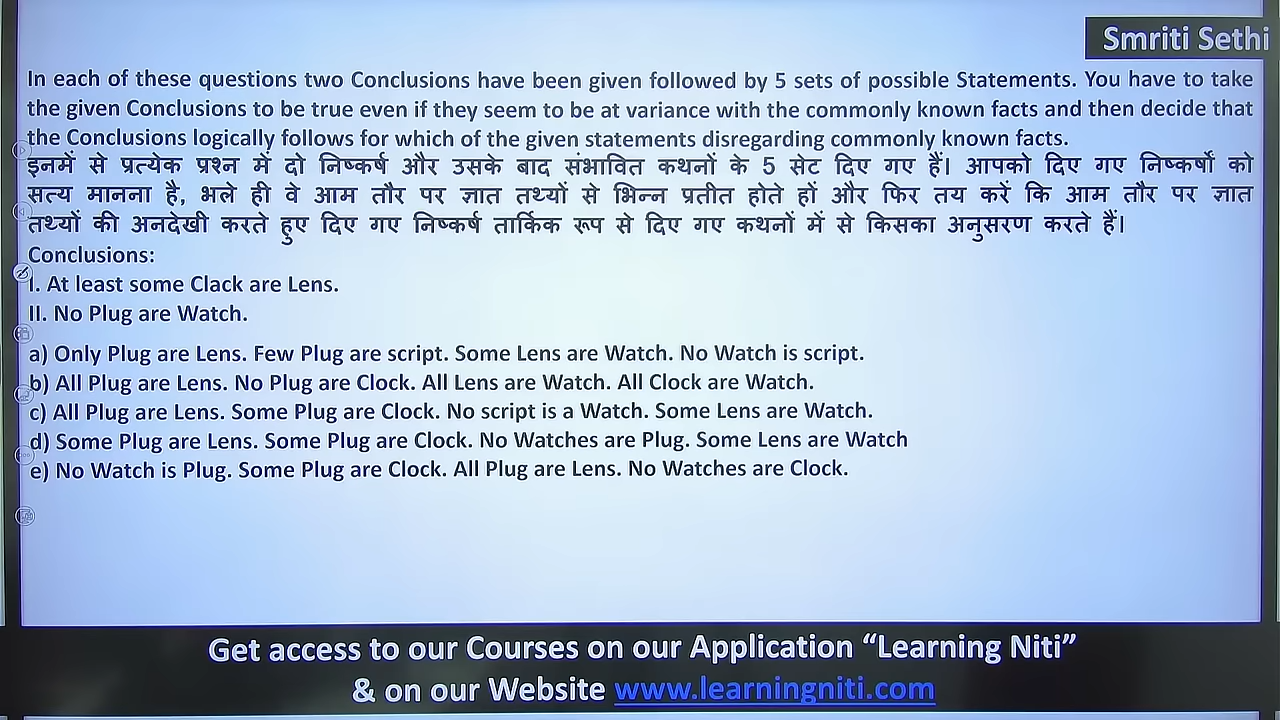 Smriti Sethi
In each of these questions two Conclusions have been given followed by 5 sets of possible Statements. You have to take
the given Conclusions to be true even if they seem to be at variance with the commonly known facts and then decide that
the Conclusions logically follows for which of the given statements disregarding commonly known facts.
इनमें से प्रत्येक प्रश्न में दो निष्कर्ष और उसके बाद संभावित कथनों के 5 सेट दिए गए हैं। आपको दिए गए निष्कर्षों को
सत्य मानना है, भले ही वे आम तौर पर ज्ञात तथ्यों से भिन्न प्रतीत होते हों और फिर तय करें कि आम तौर पर ज्ञात
तथ्यों की अनदेखी करते हुए दिए गए निष्कर्ष तार्किक रूप से दिए गए कथनों में से किसका अनुसरण करते हैं।
Conclusions:
I. At least some Clack are Lens.
II. No Plug are Watch.
a) Only Plug are Lens. Few Plug are script. Some Lens are Watch. No Watch is script.
b) All Plug are Lens. No Plug are Clock. All Lens are Watch. All Clock are Watch.
c) All Plug are Lens. Some Plug are Clock. No script is a Watch. Some Lens are Watch.
d) Some Plug are Lens. Some Plug are Clock. No Watches are Plug. Some Lens are Watch
e) No Watch is Plug. Some Plug are Clock. All Plug are Lens. No Watches are Clock.
Get access to our Courses on our Application “Learning Niti”
& on our Website www.learningniti.com